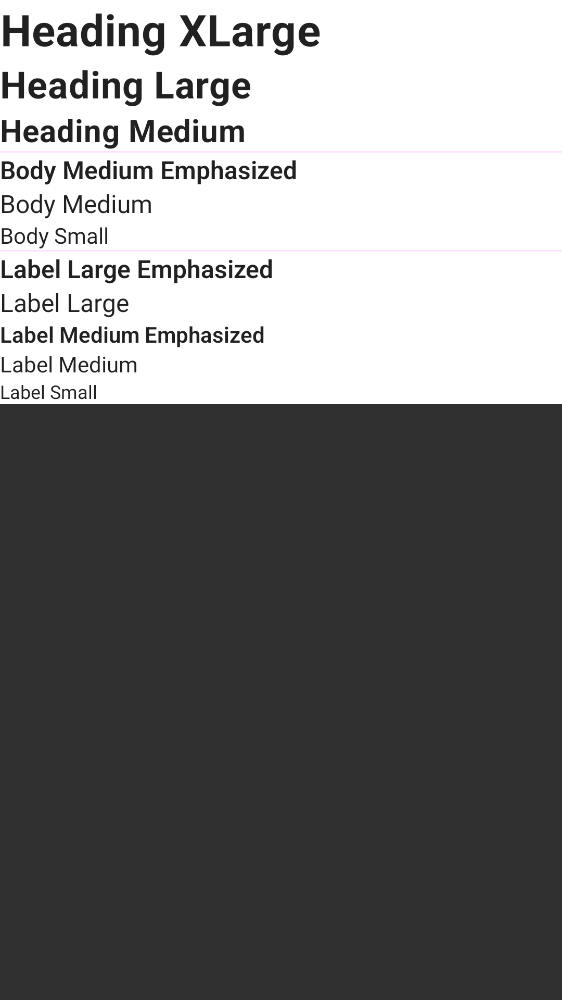 Heading XLarge
Heading Large
Heading Medium
Body Medium Emphasized
Body Medium
Body Small
Label Large Emphasized
Label Large
Label Medium Emphasized
Label Medium
Label Small